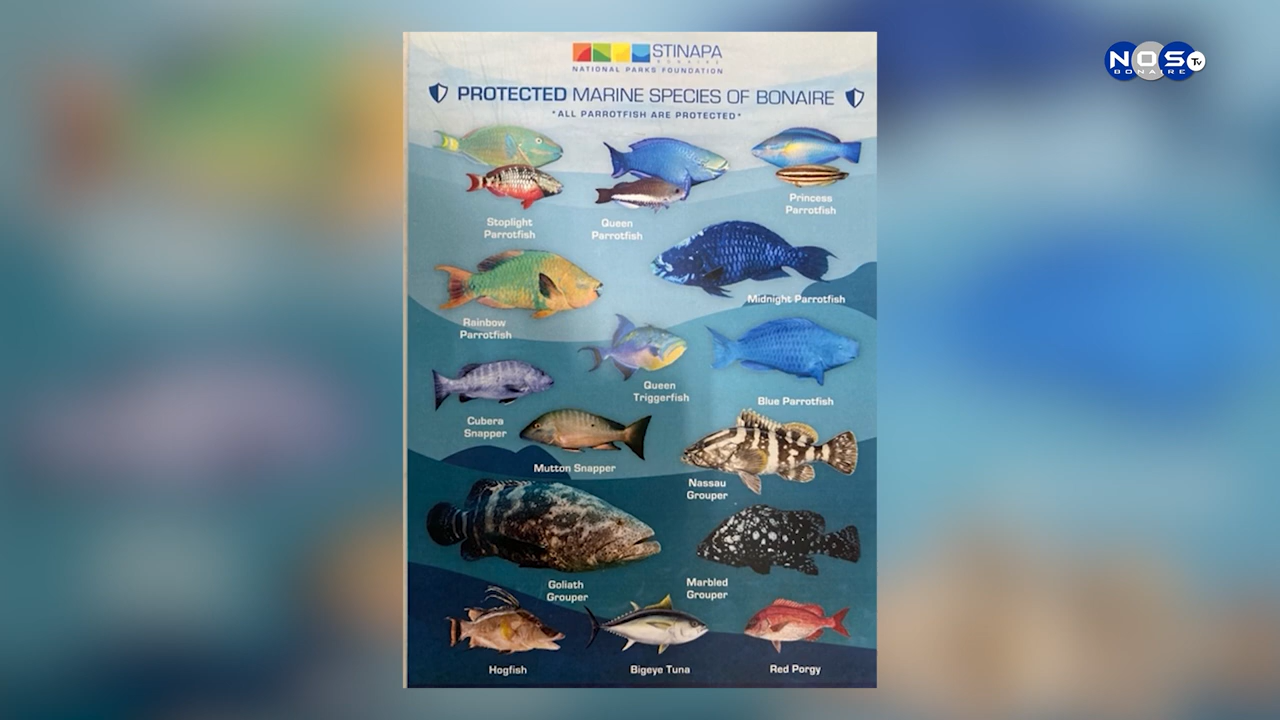 NOS TV
BONAIRE
STINAPA
BONAIRE
NATIONAL PARKS FOUNDATION
PROTECTED MARINE SPECIES OF BONAIRE
*ALL PARROTFISH ARE PROTECTED*
Stoplight
Parrotfish
Queen
Parrotfish
Princess
Parrotfish
Midnight Parrotfish
Rainbow
Parrotfish
Queen
Triggerfish
Blue Parrotfish
Cubera
Snapper
Mutton Snapper
Nassau
Grouper
Goliath
Grouper
Marbled
Grouper
Hogfish
Bigeye Tuna
Red Porgy